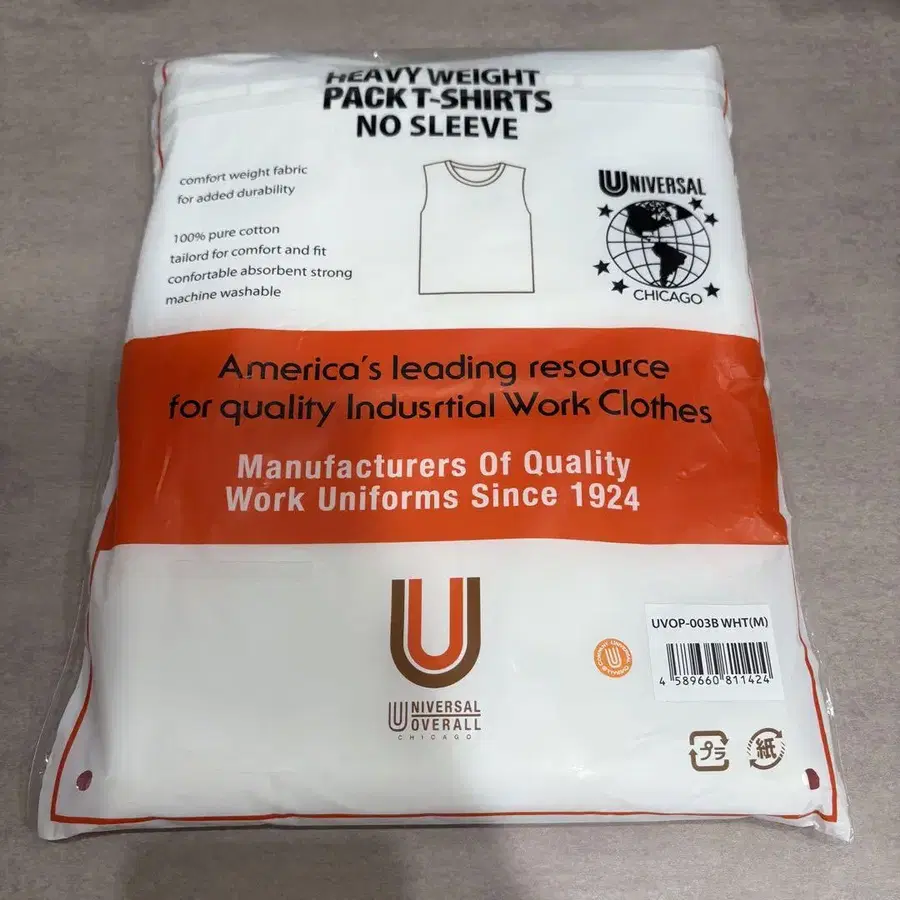 HEAVY WEIGHT
PACK T-SHIRTS
NO SLEEVE
comfort weight fabric
for added durability
100% pure cotton
tailord for comfort and fit
confortable absorbent strong
machine washable
UNIVERSAL
CHICAGO
America's leading resource
for quality Indusrtial Work Clothes
Manufacturers Of Quality
Work Uniforms Since 1924
U
UNIVERSAL
OVERALL
CHICAGO
U
UVOP-003B WHT(M)
4 589660 811424
プラ
紙